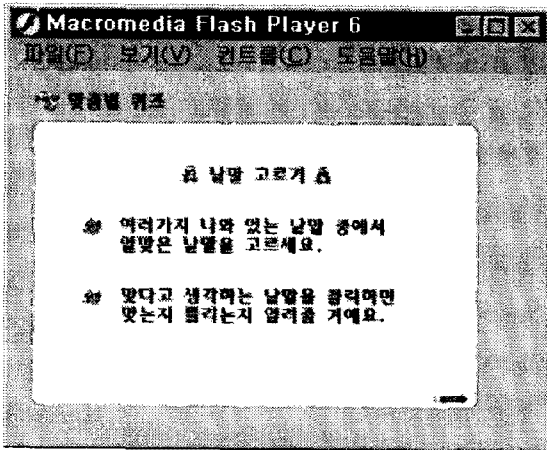 Macromedia Flash Player 6
파일(F) 보기(V) 컨트롤(C) 도움말(H)
맞춤법 퀴즈
낱말 고르기
여러가지 나와 있는 낱말 중에서
알맞은 낱말을 고르세요.
맞다고 생각하는 낱말을 클릭하면
맞는지 틀리는지 알려줄 거예요.